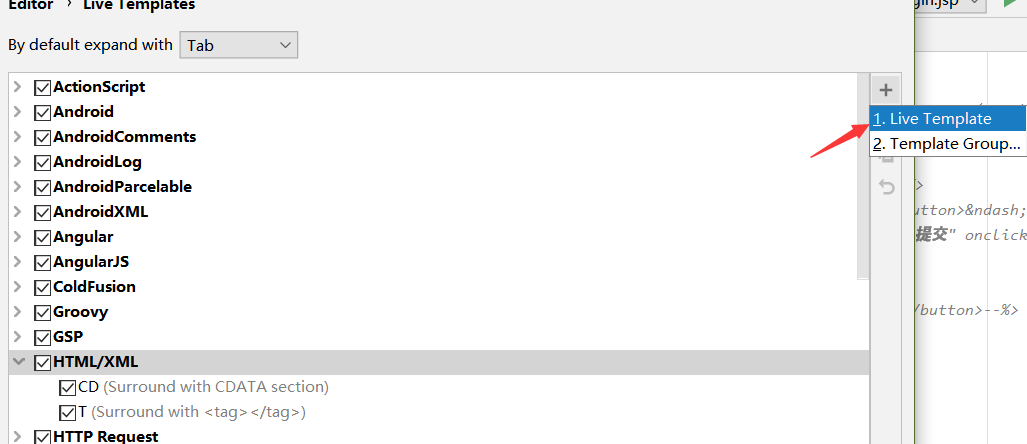 Editor › Live Templates
gin.jsp
By default expand with Tab
ActionScript
Android
1. Live Template
AndroidComments
2. Template Group...
AndroidLog
AndroidParcelable
>
AndroidXML
utton>&ndash;
Angular
提交" onclick
AngularJS
ColdFusion
Groovy
/button>--%>
GSP
HTML/XML
CD (Surround with CDATA section)
T (Surround with <tag></tag>)
HTTP Request